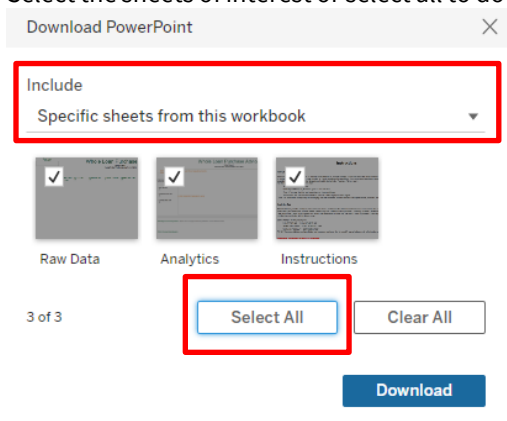 Download PowerPoint
Include
Specific sheets from this workbook
Raw Data
Analytics
Instructions
3 of 3
Select All
Clear All
Download